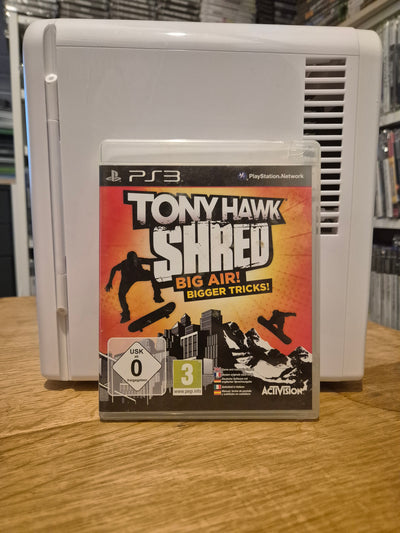 PS3
PlayStation Network
TONY HAWK
SHRED
BIG AIR!
BIGGER TRICKS!
USK
0
3
www.pegi.info
ACTIVISION